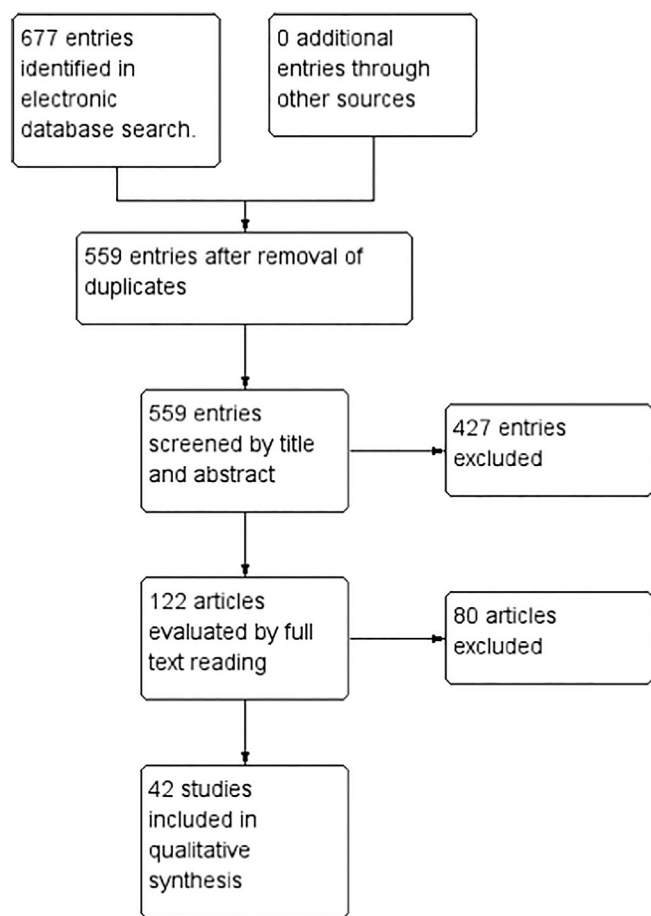 677 entries
identified in
electronic
database search.
0 additional
entries through
other sources
559 entries after removal of
duplicates
559 entries
screened by title
and abstract
427 entries
excluded
122 articles
evaluated by full
text reading
80 articles
excluded
42 studies
included in
qualitative
synthesis